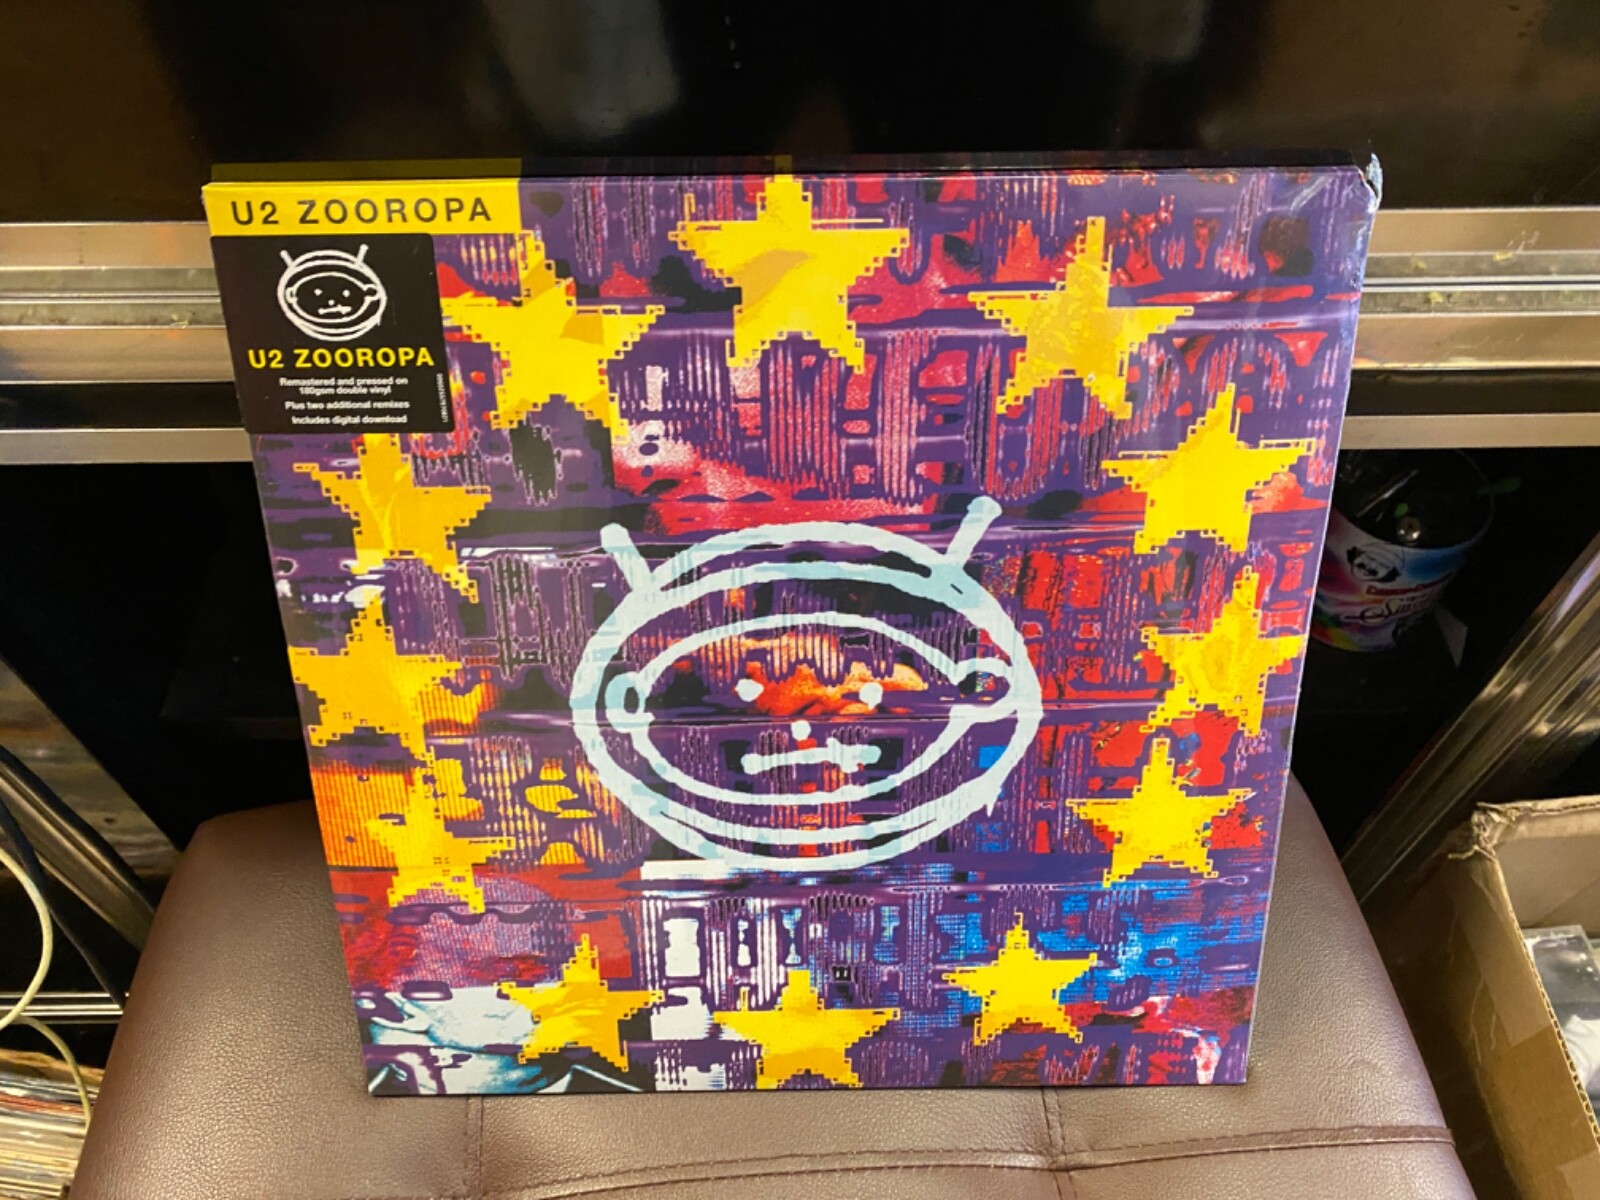 U2 ZOOROPA
U2 ZOOROPA
Remastered and pressed on
180gsm double vinyl
Plus two additional remixes
Includes digital download